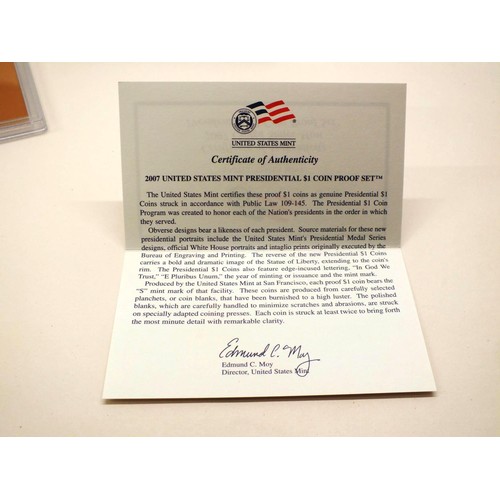 UNITED STATES MINT
Certificate of Authenticity
2007 UNITED STATES MINT PRESIDENTIAL $1 COIN PROOF SET™
The United States Mint certifies these proof $1 coins as genuine Presidential $1
Coins struck in accordance with Public Law 109-145. The Presidential $1 Coin
Program was created to honor each of the Nation's presidents in the order in which
they served.
Obverse designs bear a likeness of each president. Source materials for these new
presidential portraits include the United States Mint's Presidential Medal Series
designs, official White House portraits and intaglio prints originally executed by the
Bureau of Engraving and Printing. The reverse of the new Presidential $1 Coins
carries a bold and dramatic image of the Statue of Liberty, extending to the coin's
rim. The Presidential $1 Coins also feature edge-incused lettering, "In God We
Trust," "E Pluribus Unum," the year of minting or issuance and the mint mark.
Produced by the United States Mint at San Francisco, each proof $1 coin bears the
"S" mint mark of that facility. These coins are produced from carefully selected
planchets, or coin blanks, that have been burnished to a high luster. The polished
blanks, which are carefully handled to minimize scratches and abrasions, are struck
on specially adapted coining presses. Each coin is struck at least twice to bring forth
the most minute detail with remarkable clarity.
Edmund C. Moy
Edmund C. Moy
Director, United States Mint